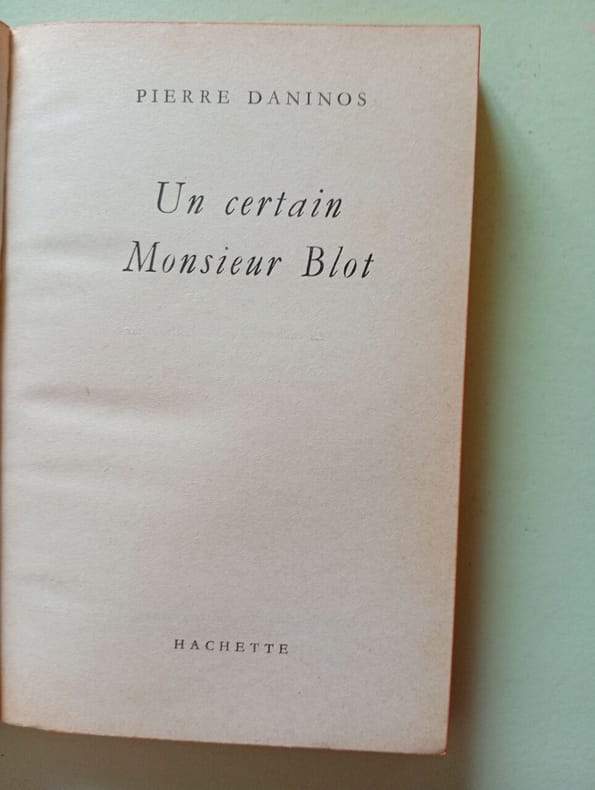 PIERRE DANINOS
Un certain
Monsieur Blot
HACHETTE